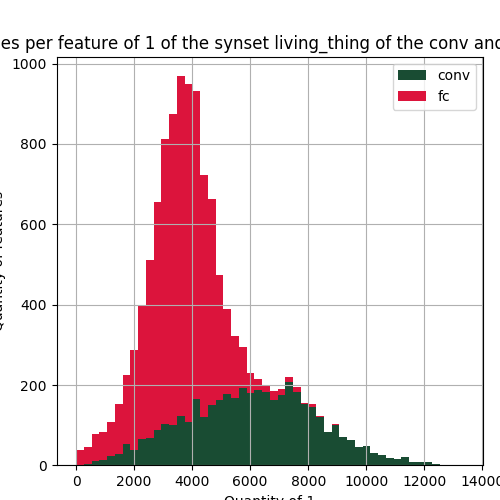 es per feature of 1 of the synset living_thing of the conv and
1000
800
600
400
200
0
conv
fc
Quantity of features
0 2000 4000 6000 8000 10000 12000 14000
Quantity of 1